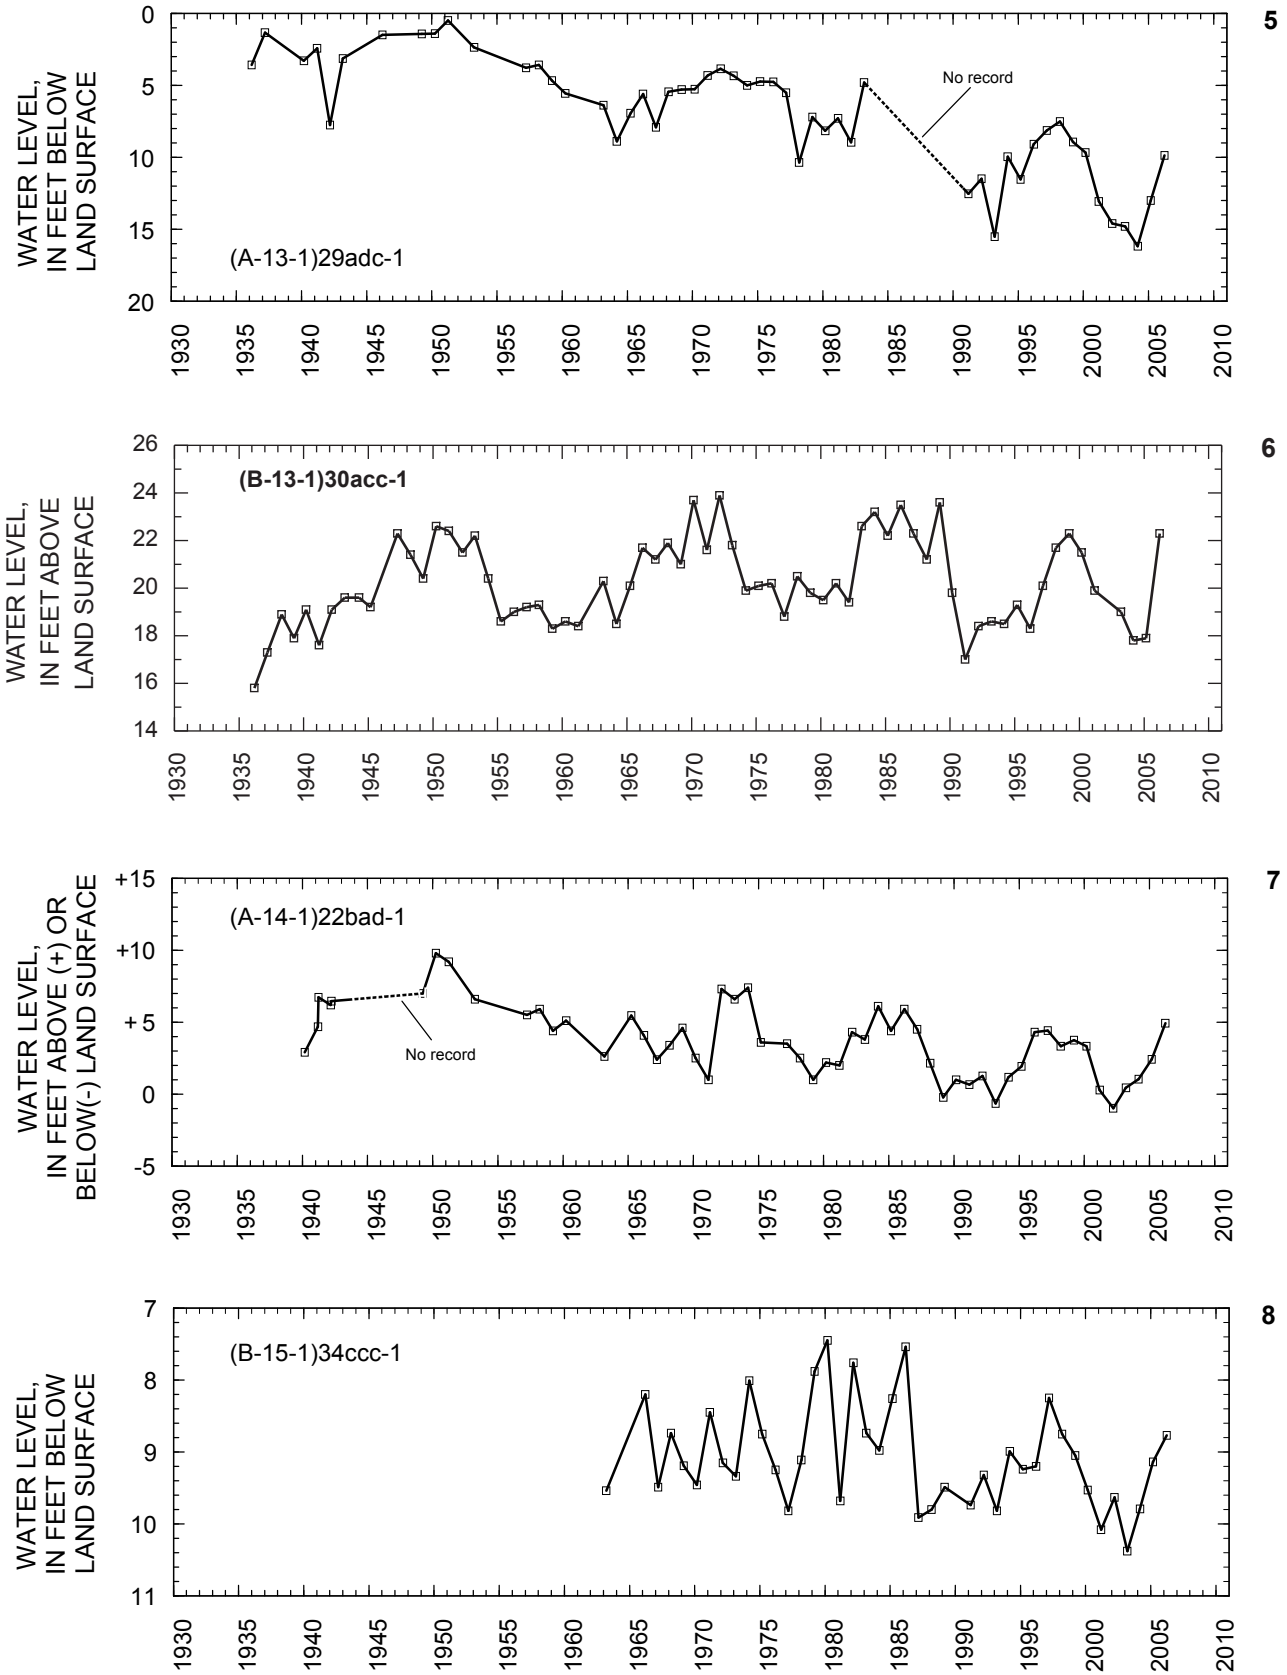 5
WATER LEVEL,
IN FEET BELOW
LAND SURFACE
0
5
10
15
20
No record
(A-13-1)29adc-1
1930 1935 1940 1945 1950 1955 1960 1965 1970 1975 1980 1985 1990 1995 2000 2005 2010
6
WATER LEVEL,
IN FEET ABOVE
LAND SURFACE
26
24
22
20
18
16
14
(B-13-1)30acc-1
1930 1935 1940 1945 1950 1955 1960 1965 1970 1975 1980 1985 1990 1995 2000 2005 2010
7
WATER LEVEL,
IN FEET ABOVE (+) OR
BELOW(-) LAND SURFACE
+15
+10
+ 5
0
-5
(A-14-1)22bad-1
No record
1930 1935 1940 1945 1950 1955 1960 1965 1970 1975 1980 1985 1990 1995 2000 2005 2010
8
WATER LEVEL,
IN FEET BELOW
LAND SURFACE
7
8
9
10
11
(B-15-1)34ccc-1
1930 1935 1940 1945 1950 1955 1960 1965 1970 1975 1980 1985 1990 1995 2000 2005 2010